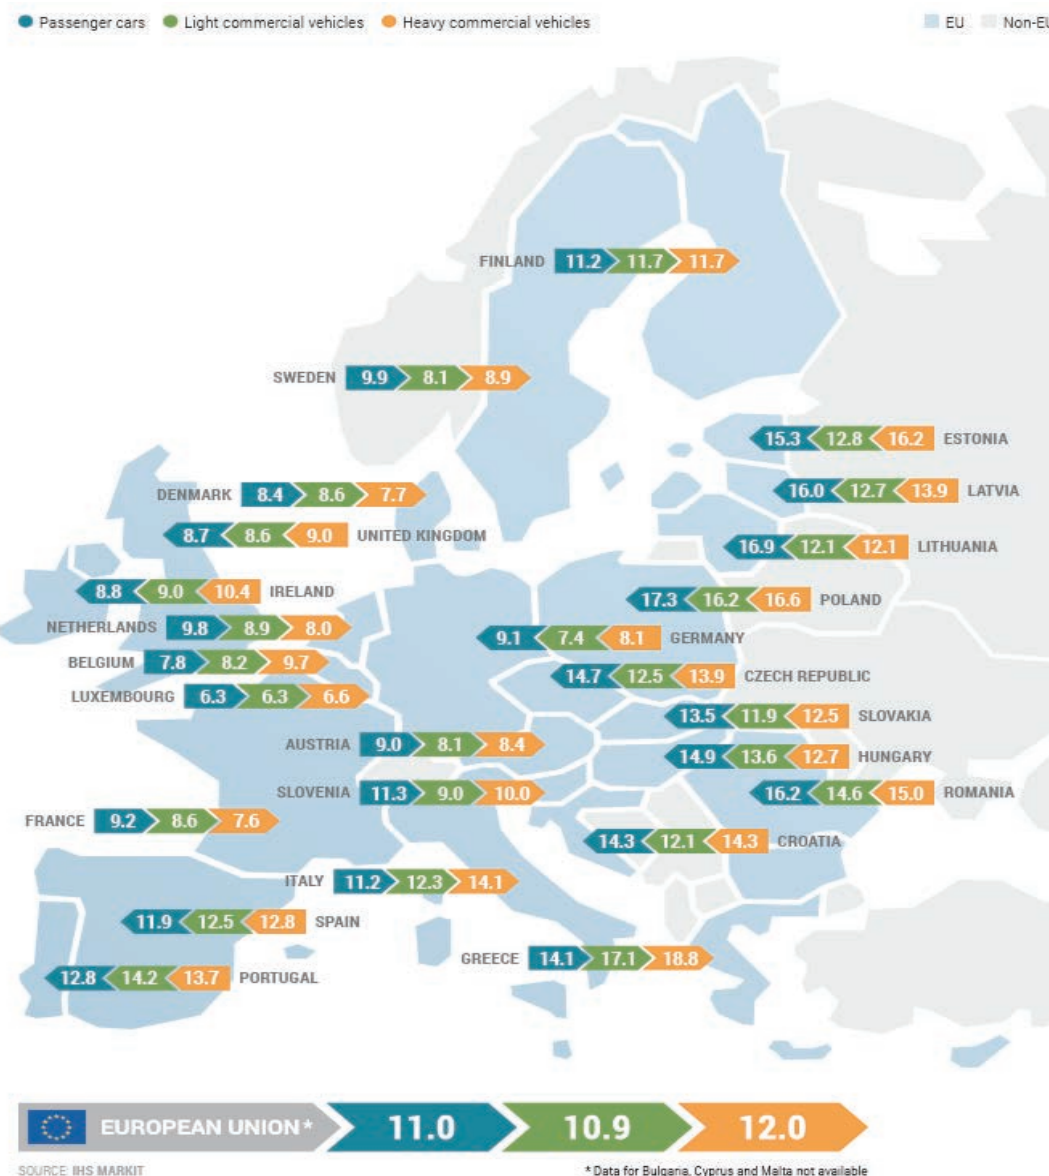 Passenger cars Light commercial vehicles Heavy commercial vehicles EU Non-EU
FINLAND 11.2 11.7 11.7
SWEDEN 9.9 8.1 8.9
15.3 12.8 16.2 ESTONIA
DENMARK 8.4 8.6 7.7
16.0 12.7 13.9 LATVIA
8.7 8.6 9.0 UNITED KINGDOM
16.9 12.1 12.1 LITHUANIA
8.8 9.0 10.4 IRELAND
17.3 16.2 16.6 POLAND
NETHERLANDS 9.8 8.9 8.0
9.1 7.4 8.1 GERMANY
BELGIUM 7.8 8.2 9.7
14.7 12.5 13.9 CZECH REPUBLIC
LUXEMBOURG 6.3 6.3 6.6
13.5 11.9 12.5 SLOVAKIA
AUSTRIA 9.0 8.1 8.4
14.9 13.6 12.7 HUNGARY
SLOVENIA 11.3 9.0 10.0
16.2 14.6 15.0 ROMANIA
FRANCE 9.2 8.6 7.6
14.3 12.1 14.3 CROATIA
ITALY 11.2 12.3 14.1
11.9 12.5 12.8 SPAIN
GREECE 14.1 17.1 18.8
12.8 14.2 13.7 PORTUGAL
EUROPEAN UNION* 11.0 10.9 12.0
SOURCE: IHS MARKIT * Data for Bulgaria, Cyprus and Malta not available